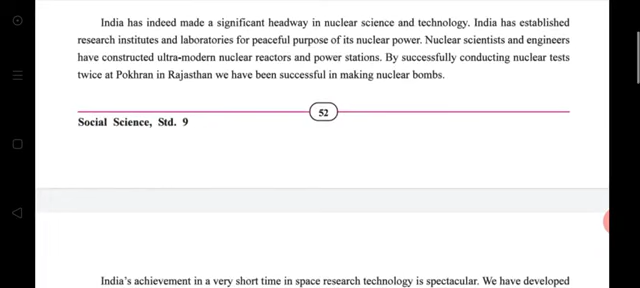 India has indeed made a significant headway in nuclear science and technology. India has established
research institutes and laboratories for peaceful purpose of its nuclear power. Nuclear scientists and engineers
have constructed ultra-modern nuclear reactors and power stations. By successfully conducting nuclear tests
twice at Pokhran in Rajasthan we have been successful in making nuclear bombs.
52
Social Science, Std. 9
India's achievement in a very short time in space research technology is spectacular. We have developed